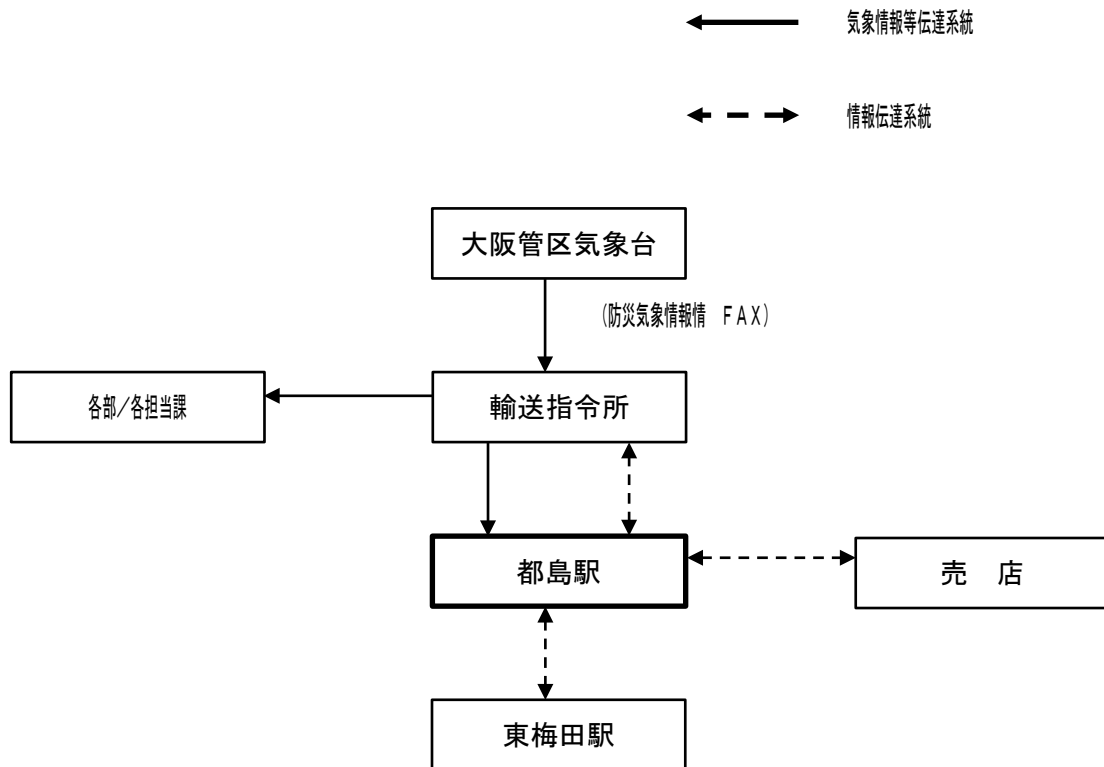 気象情報等伝達系統
情報伝達系統
大阪管区気象台
（防災気象情報情　ＦＡＸ）
各部／各担当課
輸送指令所
都島駅
売　店
東梅田駅